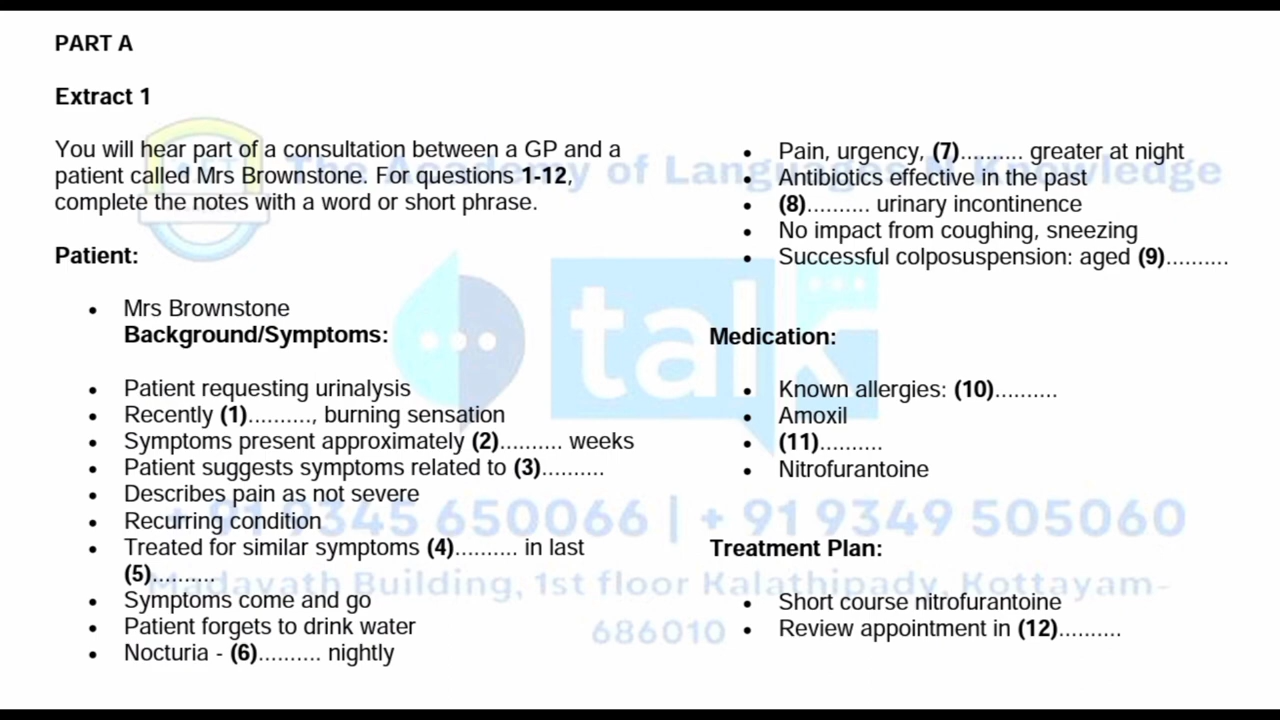 PART A
Extract 1
You will hear part of a consultation between a GP and a
patient called Mrs Brownstone. For questions 1-12,
complete the notes with a word or short phrase.
Patient:
• Mrs Brownstone
Background/Symptoms:
• Patient requesting urinalysis
• Recently (1).........., burning sensation
• Symptoms present approximately (2).......... weeks
• Patient suggests symptoms related to (3)..........
• Describes pain as not severe
• Recurring condition
• Treated for similar symptoms (4).......... in last
(5)..........
• Symptoms come and go
• Patient forgets to drink water
• Nocturia - (6).......... nightly
• Pain, urgency, (7).......... greater at night
• Antibiotics effective in the past
• (8).......... urinary incontinence
• No impact from coughing, sneezing
• Successful colposuspension: aged (9)..........
Medication:
• Known allergies: (10)..........
• Amoxil
• (11)..........
• Nitrofurantoine
Treatment Plan:
• Short course nitrofurantoine
• Review appointment in (12)..........
The Academy of Languages & Knowledge
talk
+ 91 9345 650066 | + 91 9349 505060
Madavath Building, 1st floor Kalathipady, Kottayam-
686010